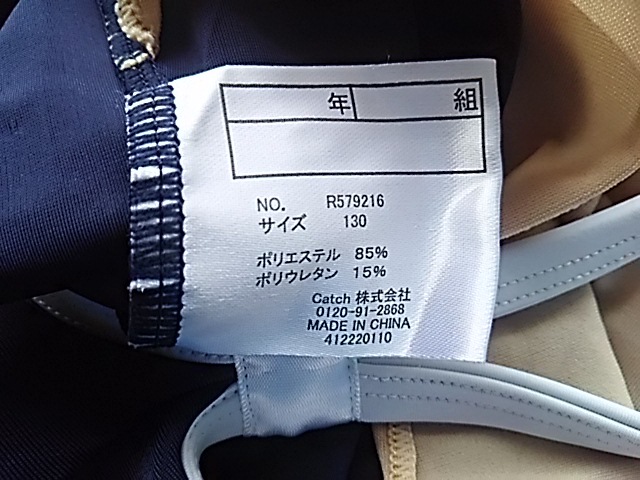 年 組
NO. R579216
サイズ 130
ポリエステル 85%
ポリウレタン 15%
Catch 株式会社
0120-91-2868
MADE IN CHINA
412220110